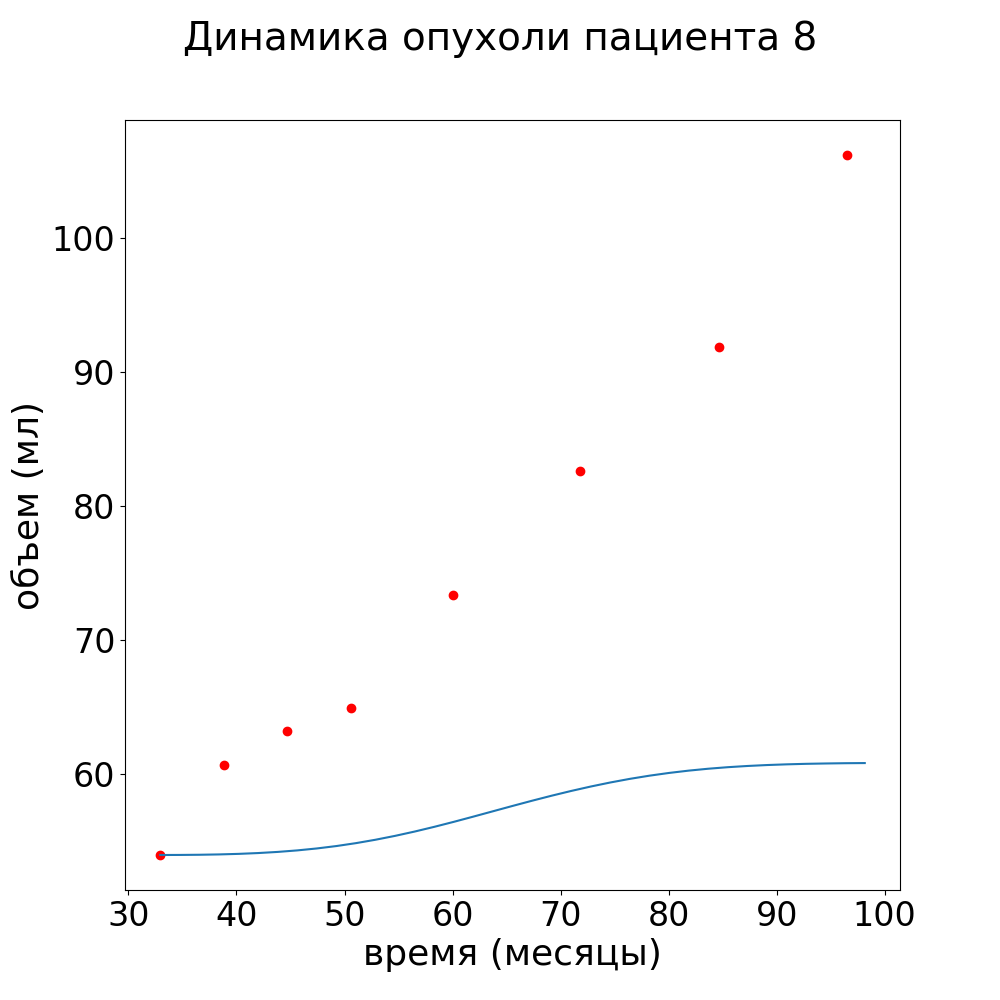 Динамика опухоли пациента 8
100
90
80
70
60
объем (мл)
30 40 50 60 70 80 90 100
время (месяцы)